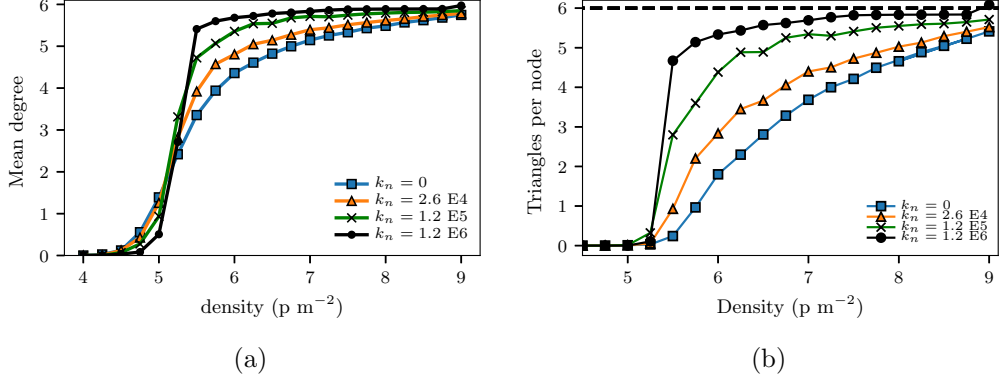 Mean degree
6
5
4
3
2
1
0
4 5 6 7 8 9
density (p m⁻²)
kₙ = 0
kₙ = 2.6 E4
kₙ = 1.2 E5
kₙ = 1.2 E6
(a)
Triangles per node
6
5
4
3
2
1
0
5 6 7 8 9
Density (p m⁻²)
kₙ = 0
kₙ = 2.6 E4
kₙ = 1.2 E5
kₙ = 1.2 E6
(b)